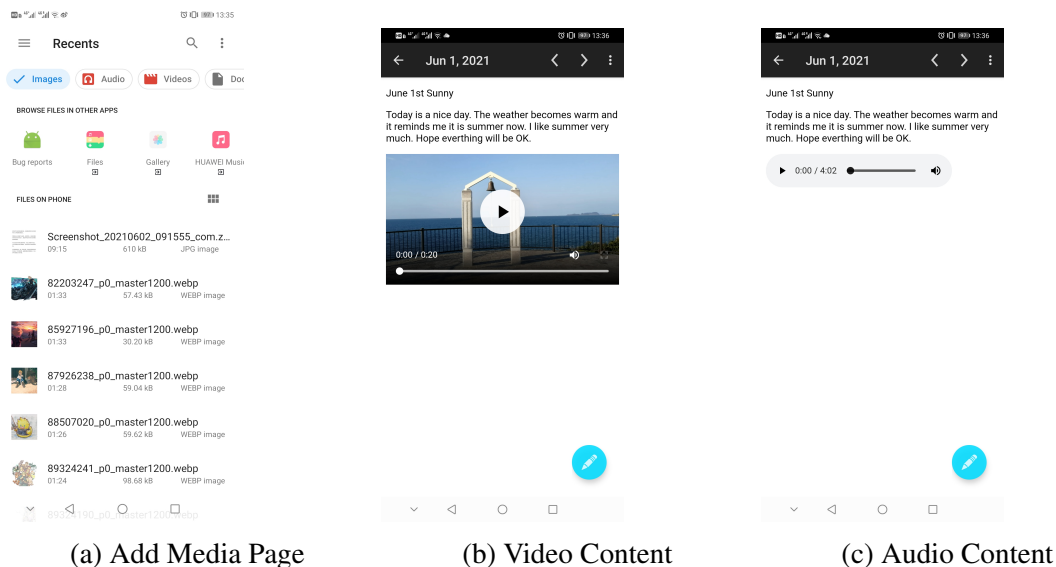 13:35
Recents
Images
Audio
Videos
Doc
BROWSE FILES IN OTHER APPS
Bug reports
Files
Gallery
HUAWEI Musi
FILES ON PHONE
Screenshot_20210602_091555_com.z...
09:15 610 kB JPG image
82203247_p0_master1200.webp
01:33 57.43 kB WEBP image
85927196_p0_master1200.webp
01:33 30.20 kB WEBP image
87926238_p0_master1200.webp
01:28 59.04 kB WEBP image
88507020_p0_master1200.webp
01:26 59.62 kB WEBP image
89324241_p0_master1200.webp
01:24 98.68 kB WEBP image
89324190_p0_master1200.webp
(a) Add Media Page
13:36
Jun 1, 2021
June 1st Sunny
Today is a nice day. The weather becomes warm and
it reminds me it is summer now. I like summer very
much. Hope everthing will be OK.
0:00 / 0:20
(b) Video Content
13:36
Jun 1, 2021
June 1st Sunny
Today is a nice day. The weather becomes warm and
it reminds me it is summer now. I like summer very
much. Hope everthing will be OK.
0:00 / 4:02
(c) Audio Content